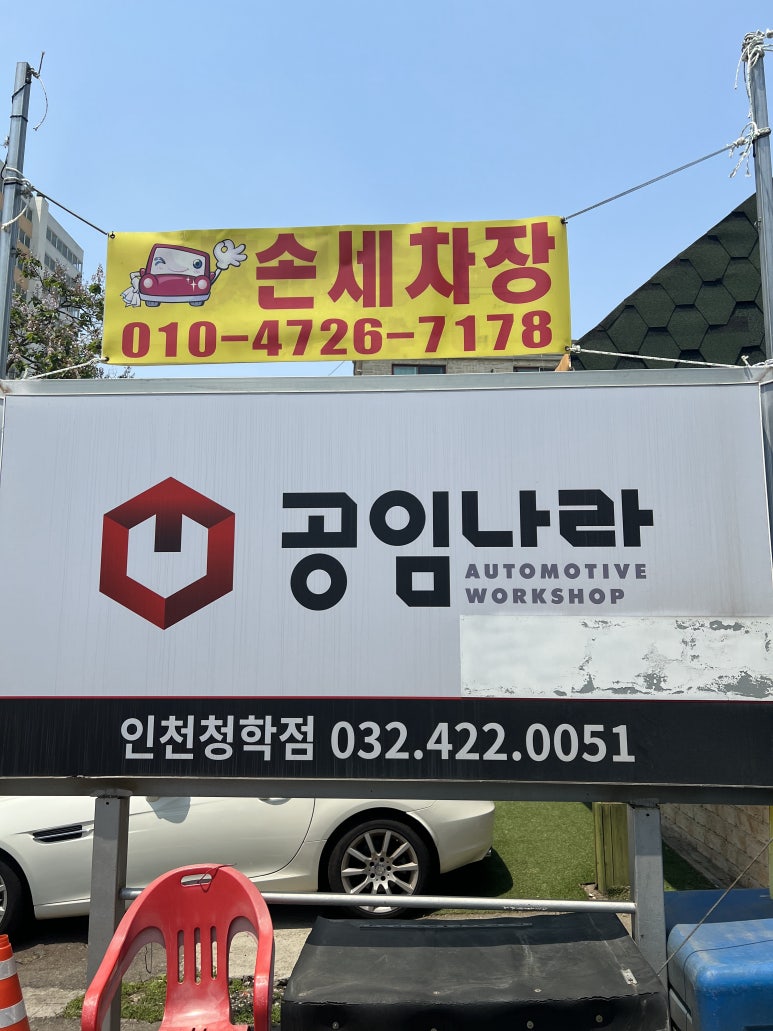 손세차장
010-4726-7178
공임나라
AUTOMOTIVE
WORKSHOP
인천청학점 032.422.0051